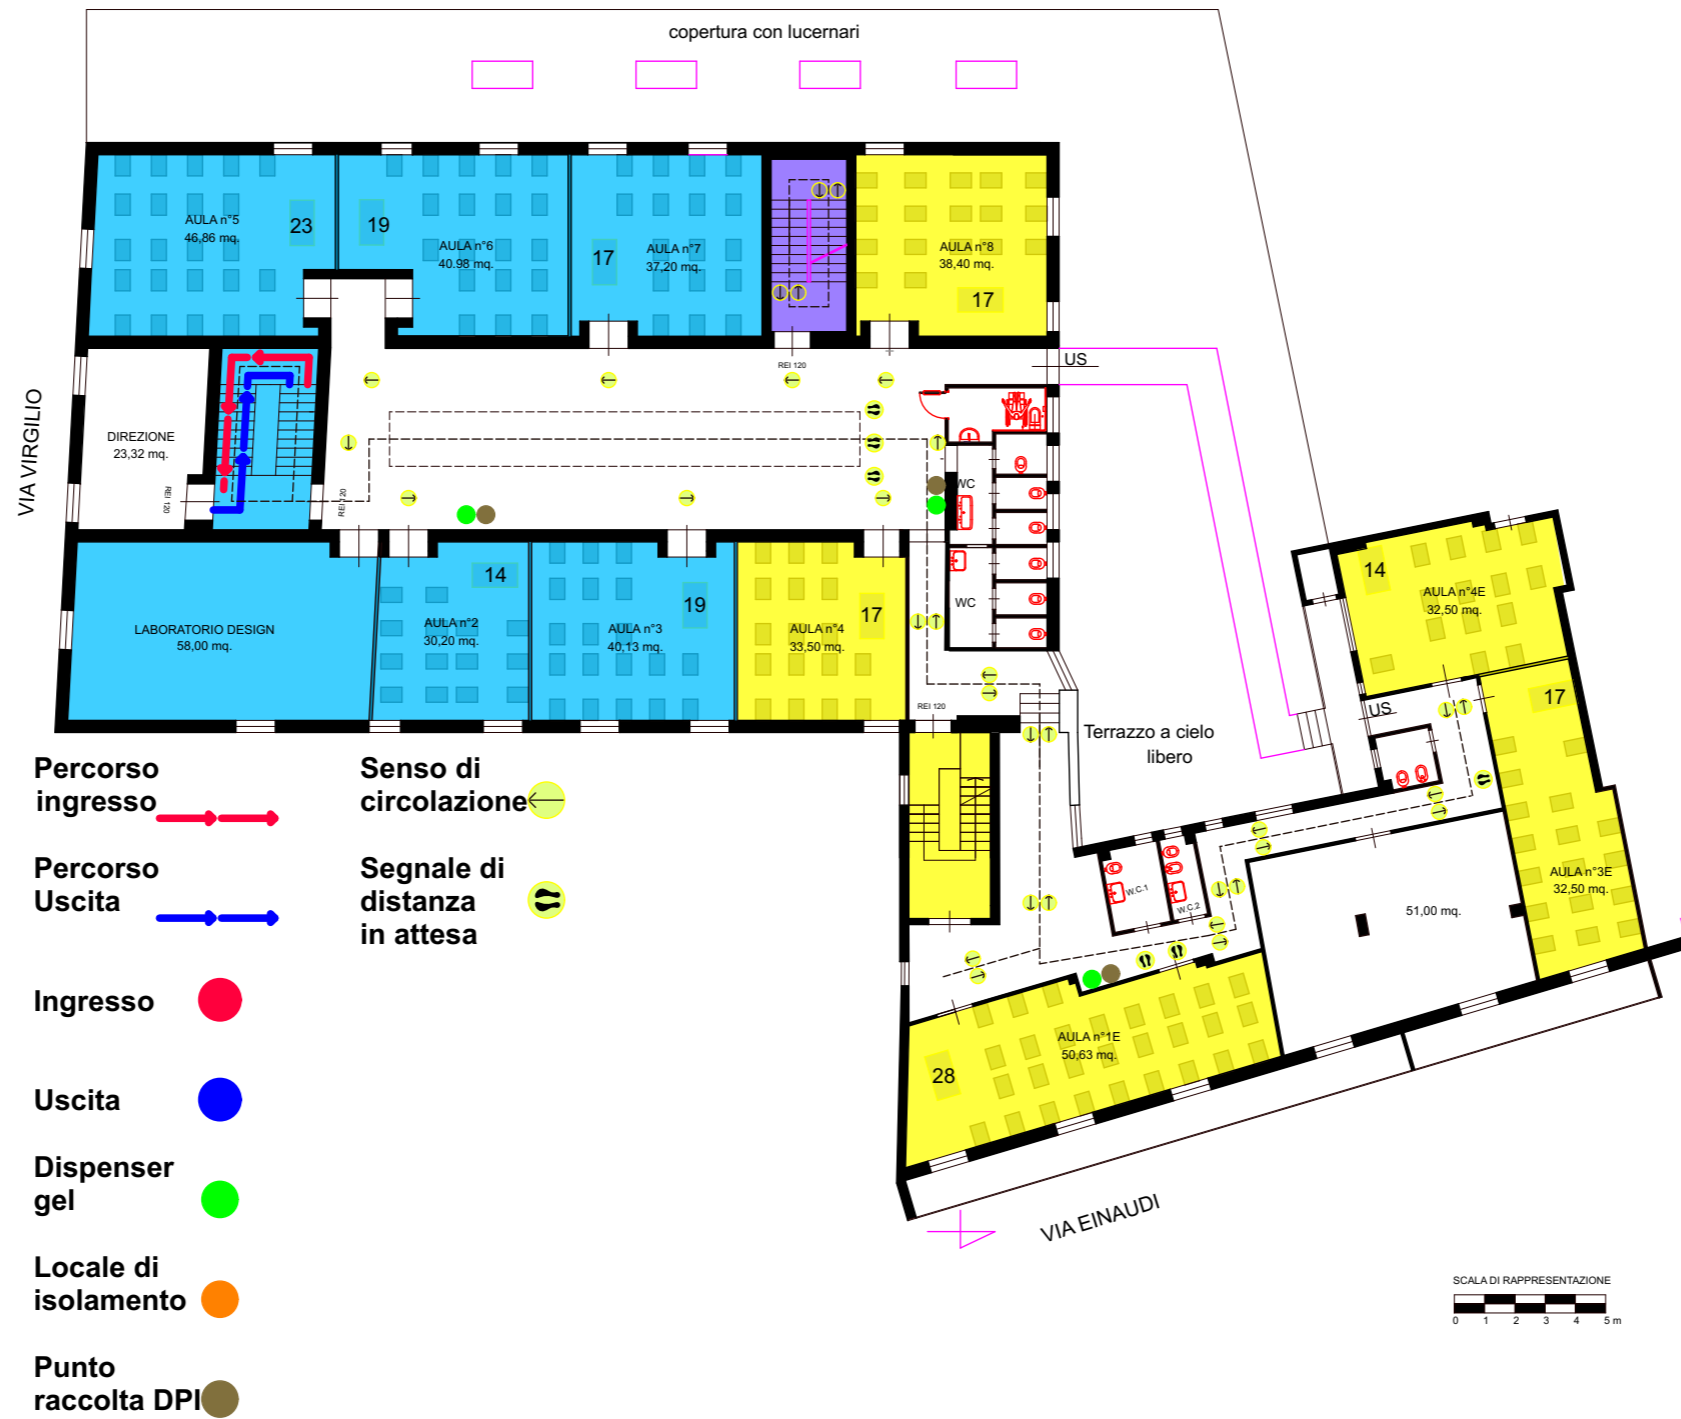 copertura con lucernari
AULA n°5
46,86 mq.
23
19
AULA n°6
40.98 mq.
17
AULA n°7
37,20 mq.
AULA n°8
38,40 mq.
17
REI 120
US
VIA VIRGILIO
DIREZIONE
23,32 mq.
REI 120
REI 120
WC
WC
LABORATORIO DESIGN
58,00 mq.
14
AULA n°2
30,20 mq.
19
AULA n°3
40,13 mq.
17
AULA n°4
33,50 mq.
REI 120
Terrazzo a cielo
libero
14
AULA n°4E
32,50 mq.
US
17
AULA n°3E
32,50 mq.
W.C.1
W.C.2
51,00 mq.
AULA n°1E
50,63 mq.
28
VIA EINAUDI
Percorso
ingresso
Senso di
circolazione
Percorso
Uscita
Segnale di
distanza
in attesa
Ingresso
Uscita
Dispenser
gel
Locale di
isolamento
Punto
raccolta DPI
SCALA DI RAPPRESENTAZIONE
0 1 2 3 4 5 m